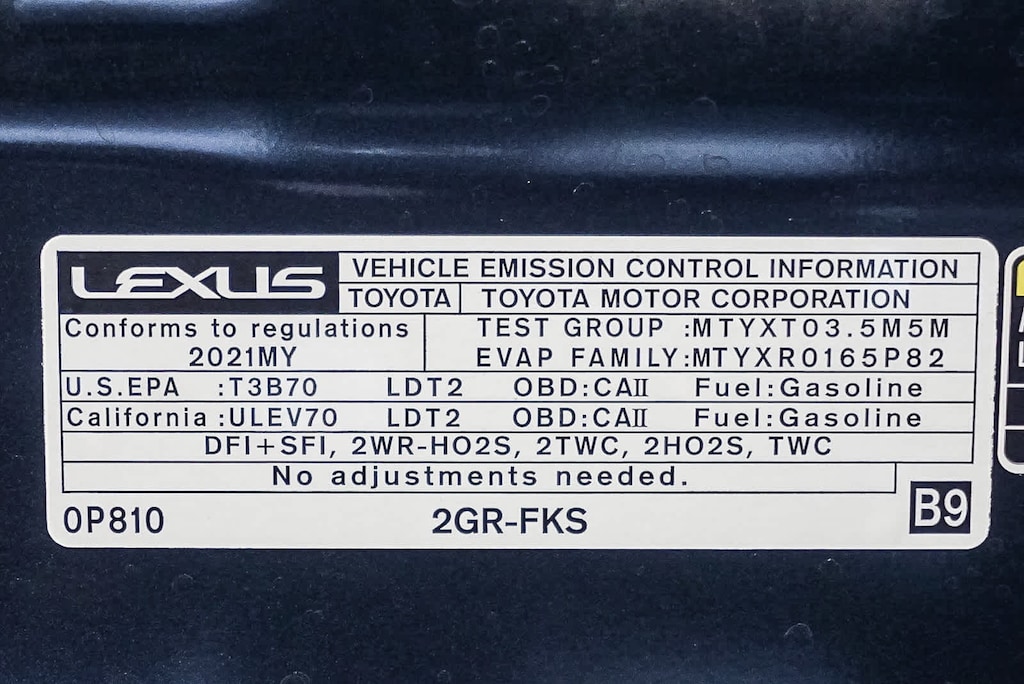 LEXUS VEHICLE EMISSION CONTROL INFORMATION
TOYOTA TOYOTA MOTOR CORPORATION
Conforms to regulations TEST GROUP :MTYXT03.5M5M
2021MY EVAP FAMILY:MTYXR0165P82
U.S.EPA :T3B70 LDT2 OBD:CAII Fuel:Gasoline
California :ULEV70 LDT2 OBD:CAII Fuel:Gasoline
DFI+SFI, 2WR-HO2S, 2TWC, 2HO2S, TWC
No adjustments needed.
0P810 2GR-FKS B9